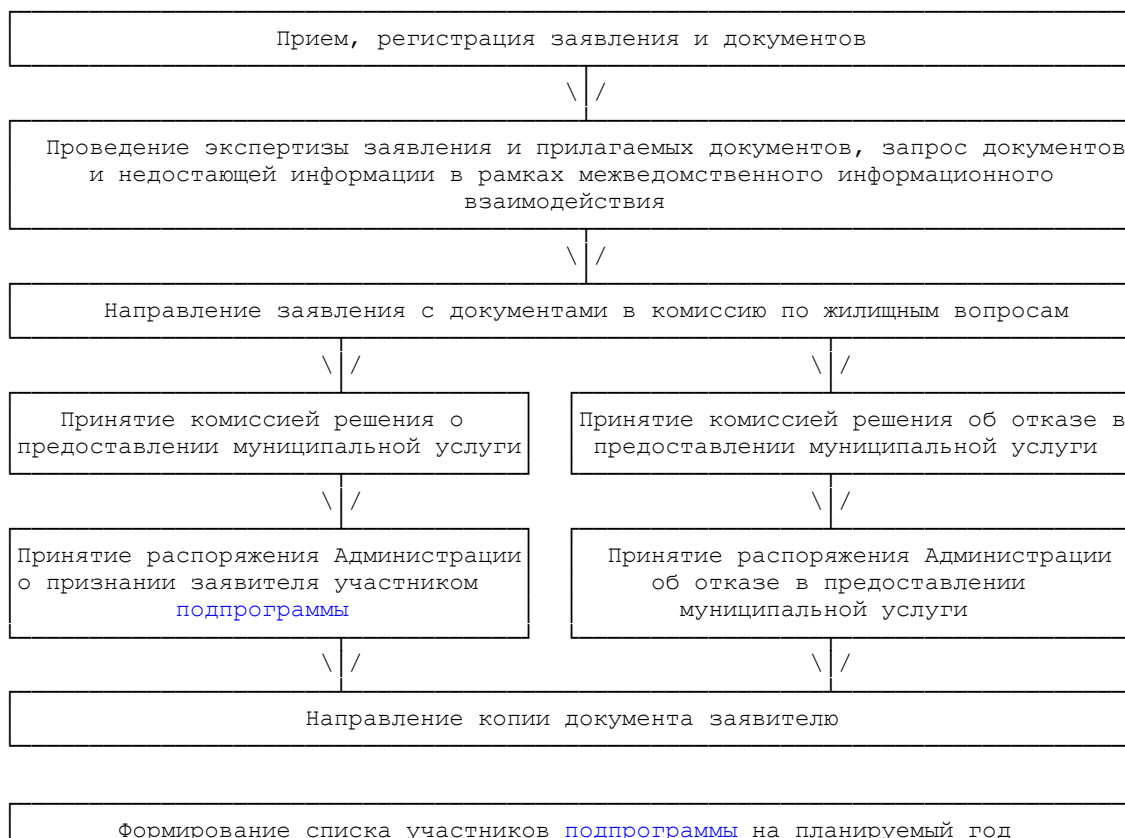 Прием, регистрация заявления и документов
Проведение экспертизы заявления и прилагаемых документов, запрос документов
и недостающей информации в рамках межведомственного информационного
взаимодействия
Направление заявления с документами в комиссию по жилищным вопросам
Принятие комиссией решения о
предоставлении муниципальной услуги
Принятие комиссией решения об отказе в
предоставлении муниципальной услуги
Принятие распоряжения Администрации
о признании заявителя участником
подпрограммы
Принятие распоряжения Администрации
об отказе в предоставлении
муниципальной услуги
Направление копии документа заявителю
Формирование списка участников подпрограммы на планируемый год